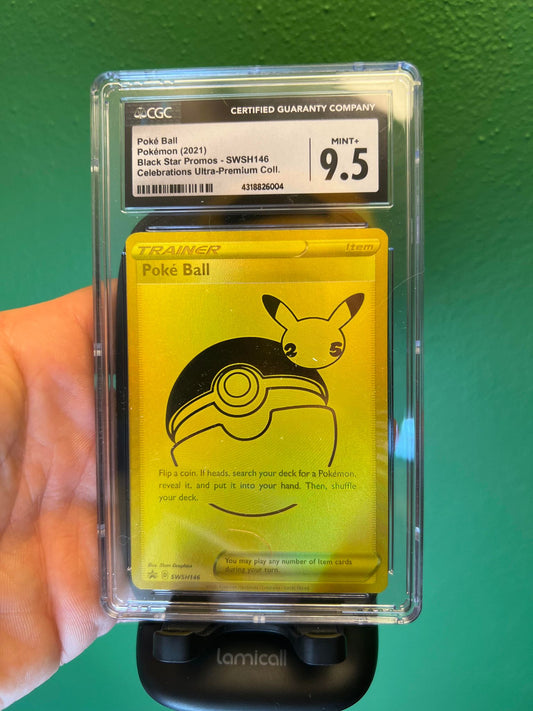 CGC
CERTIFIED GUARANTY COMPANY
Poké Ball
Pokémon (2021)
Black Star Promos - SWSH146
Celebrations Ultra-Premium Coll.
4318826004
MINT+
9.5
TRAINER
Item
Poké Ball
25
Flip a coin. If heads, search your deck for a Pokémon,
reveal it, and put it into your hand. Then, shuffle
your deck.
You may play any number of Item cards
during your turn.
SWSH146
lamicall